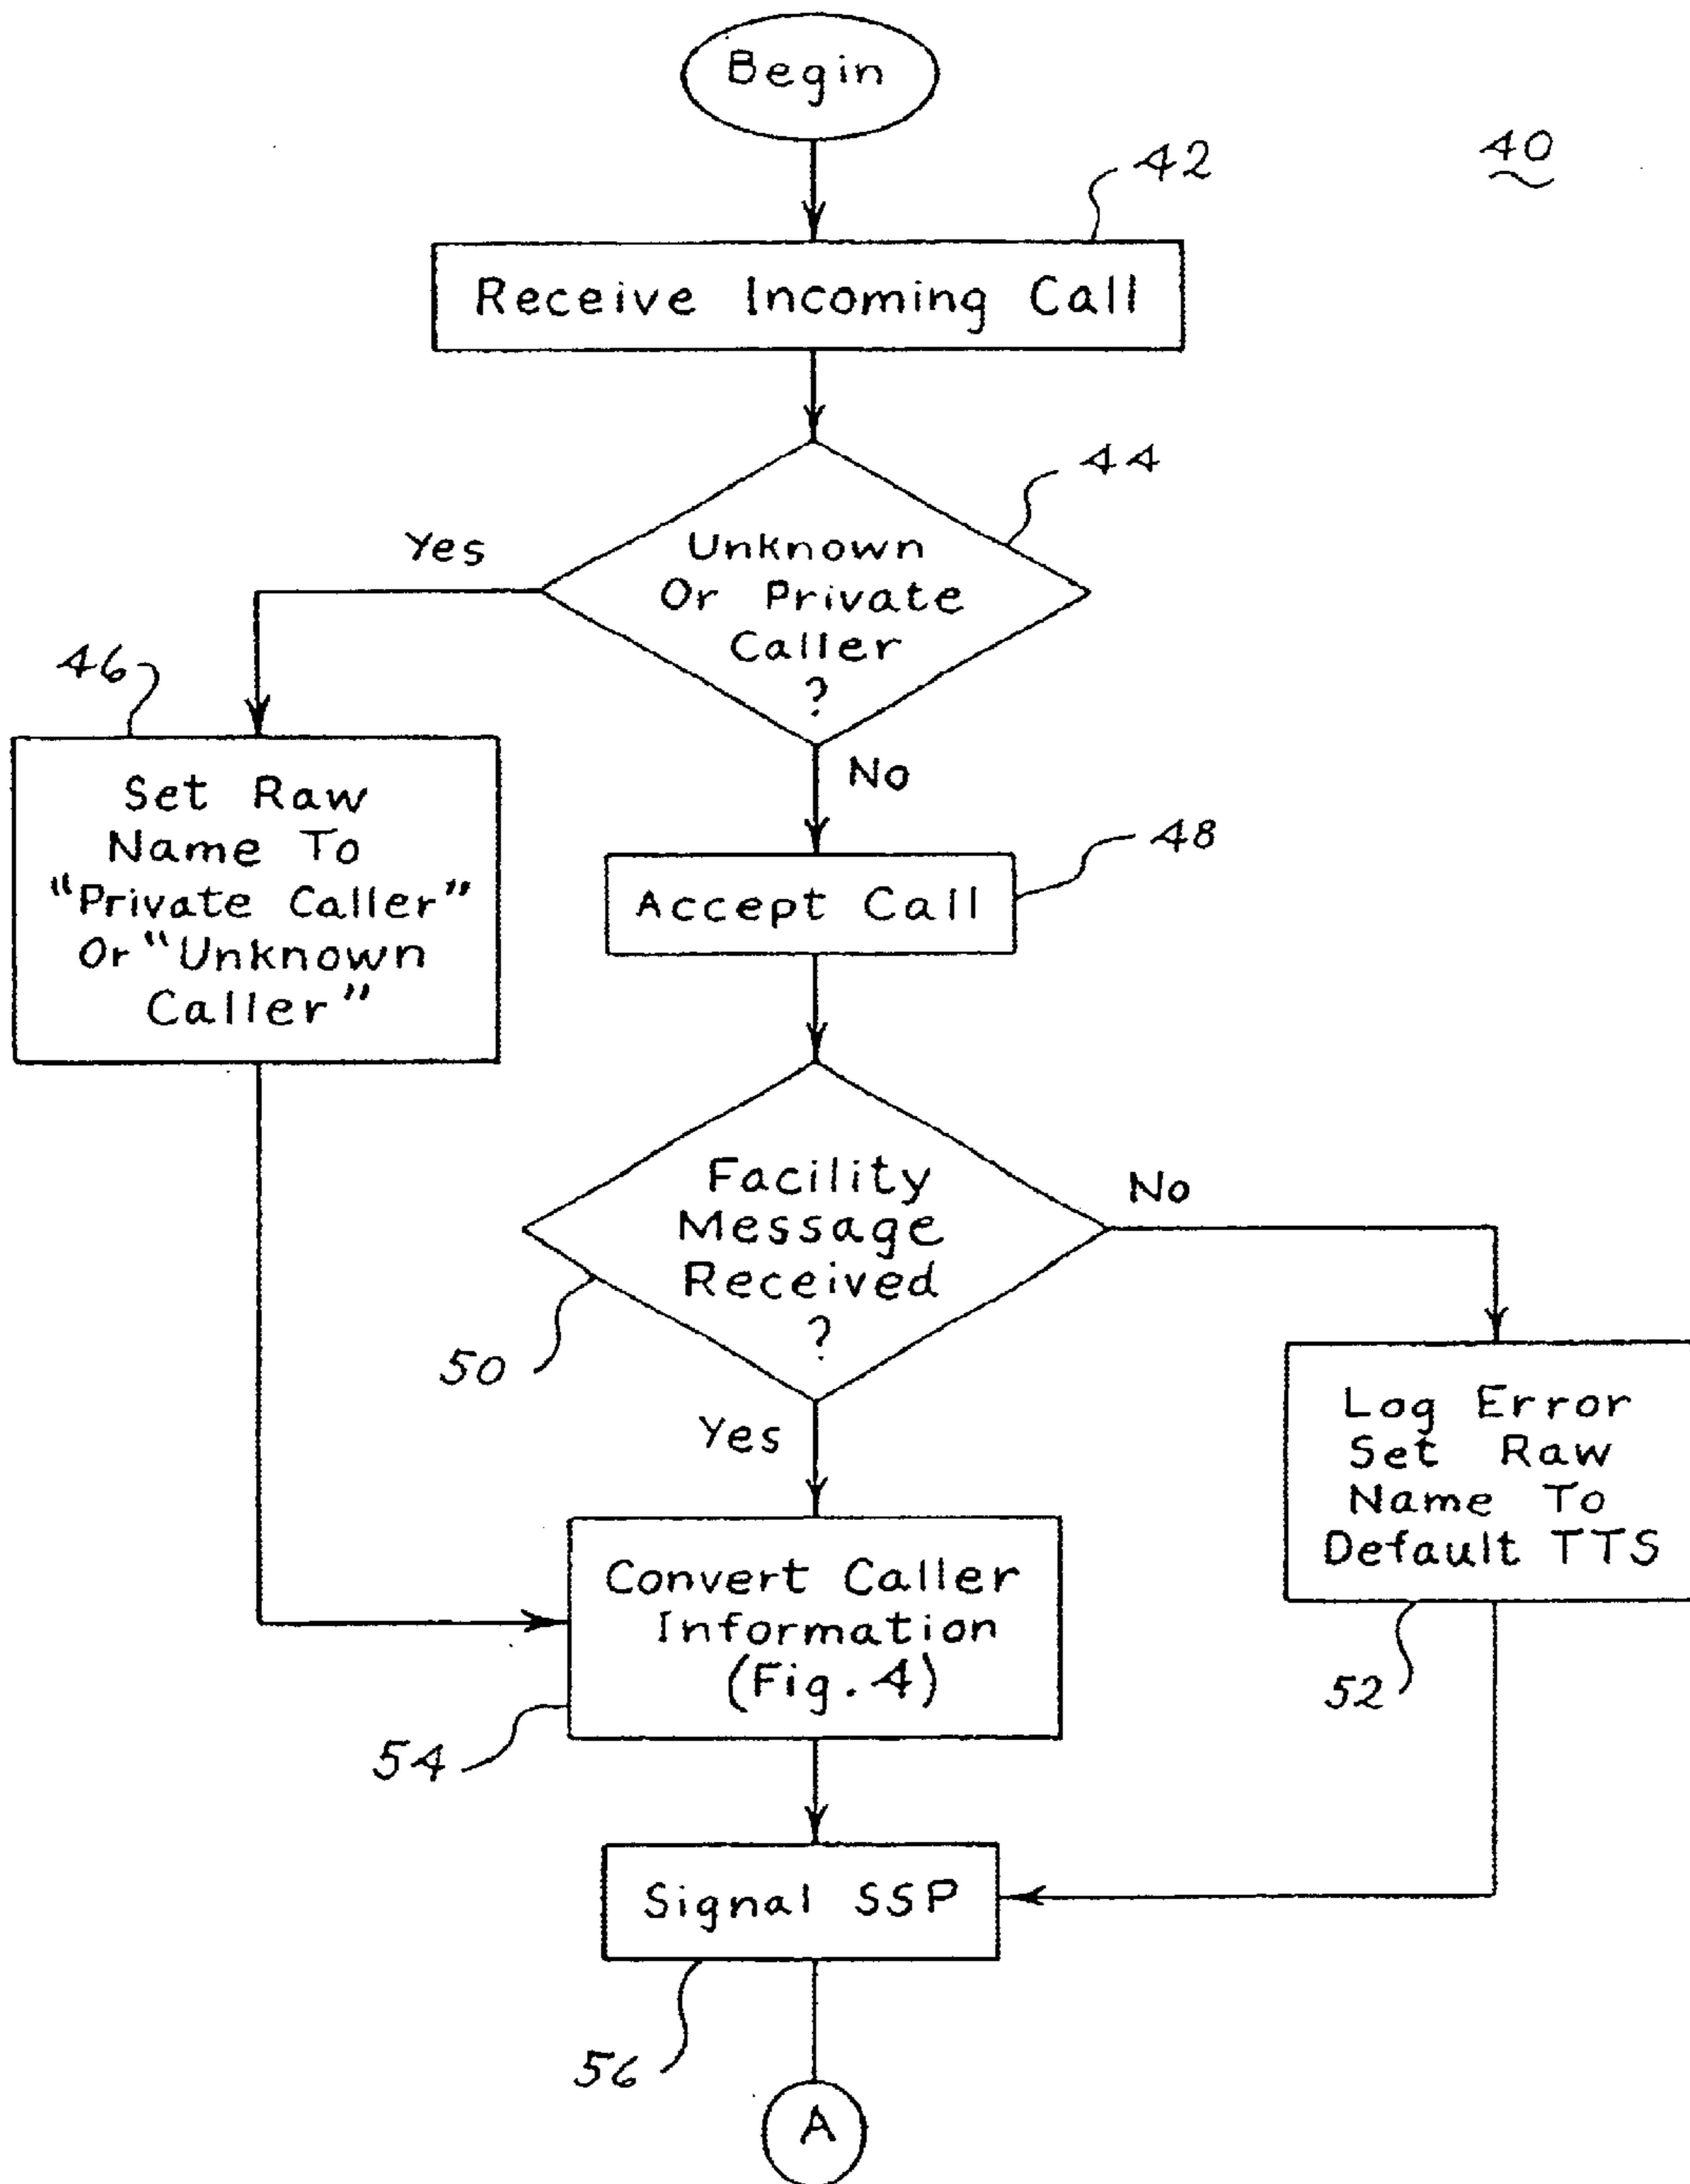 Begin
42
40
Receive Incoming Call
44
Yes
Unknown
Or Private
Caller
?
46
No
Set Raw
Name To
"Private Caller"
Or "Unknown
Caller"
48
Accept Call
Facility
Message
Received
?
No
50
Yes
Log Error
Set Raw
Name To
Default TTS
52
Convert Caller
Information
(Fig. 4)
54
Signal SSP
56
A